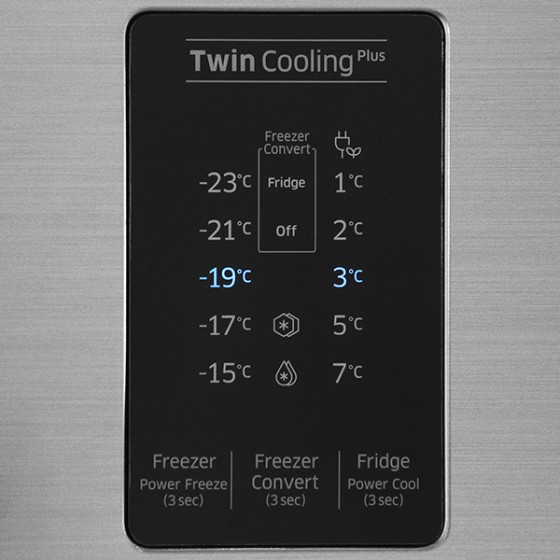 Twin Cooling Plus
Freezer
Convert
-23°C Fridge 1°C
-21°C Off 2°C
-19°C 3°C
-17°C 5°C
-15°C 7°C
Freezer Freezer Fridge
Power Freeze Convert Power Cool
(3 sec) (3 sec) (3 sec)